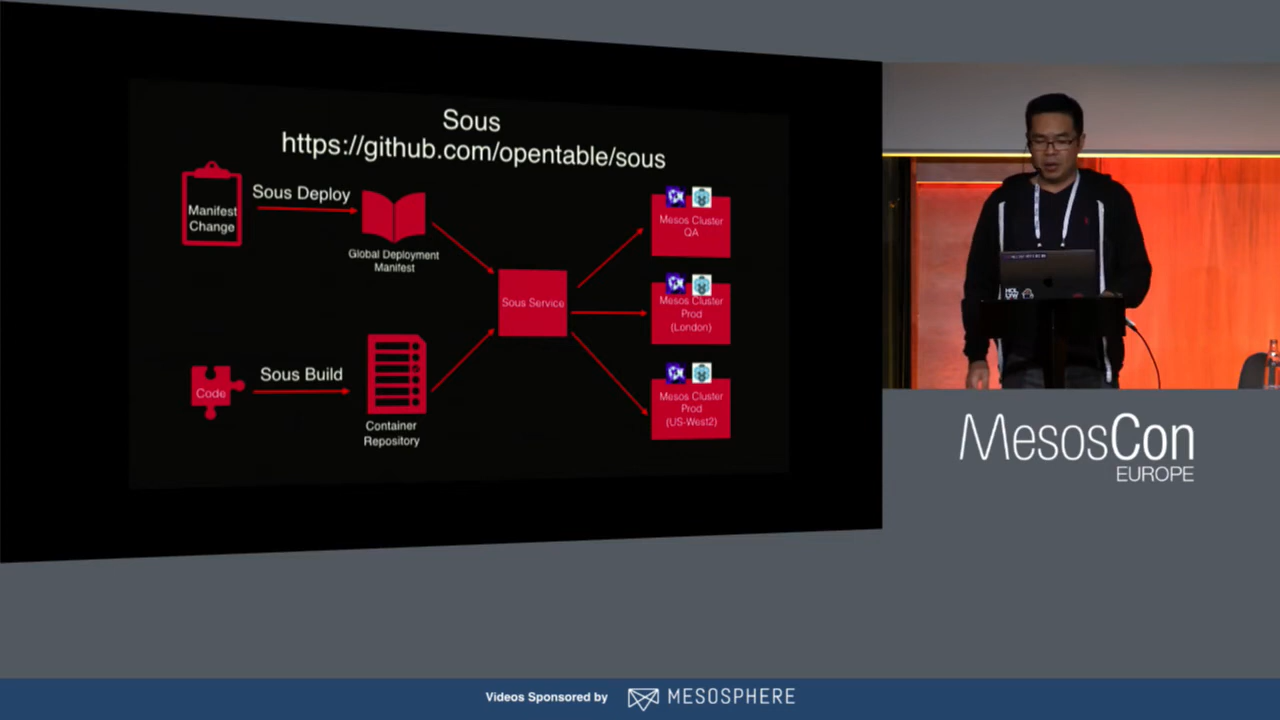 Sous
https://github.com/opentable/sous
Manifest
Change
Sous Deploy
Global Deployment
Manifest
Mesos Cluster
QA
Sous Service
Mesos Cluster
Prod
(London)
Code
Sous Build
Container
Repository
Mesos Cluster
Prod
(US-West2)
MesosCon
EUROPE
Videos Sponsored by
MESOSPHERE